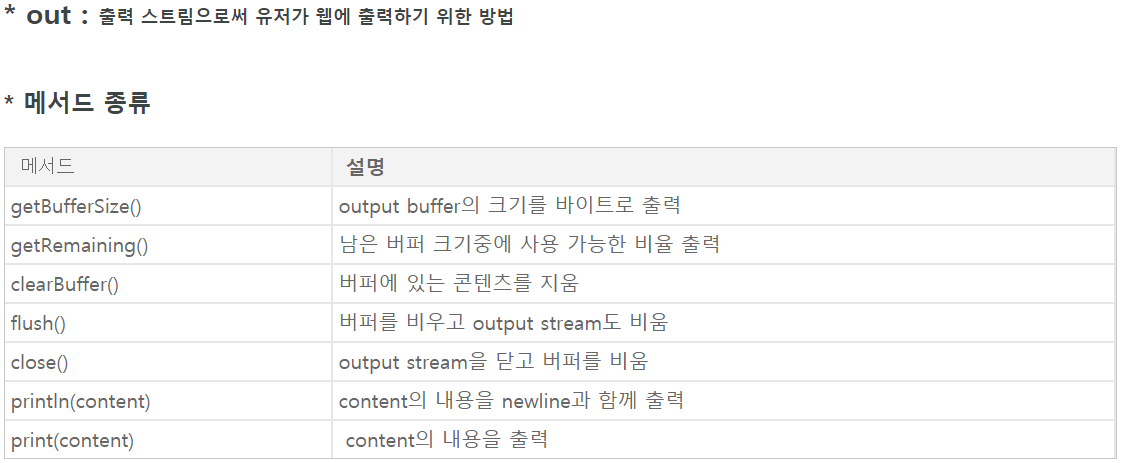 * out : 출력 스트림으로써 유저가 웹에 출력하기 위한 방법
* 메서드 종류
메서드 설명
getBufferSize() output buffer의 크기를 바이트로 출력
getRemaining() 남은 버퍼 크기중에 사용 가능한 비율 출력
clearBuffer() 버퍼에 있는 콘텐츠를 지움
flush() 버퍼를 비우고 output stream도 비움
close() output stream을 닫고 버퍼를 비움
println(content) content의 내용을 newline과 함께 출력
print(content) content의 내용을 출력